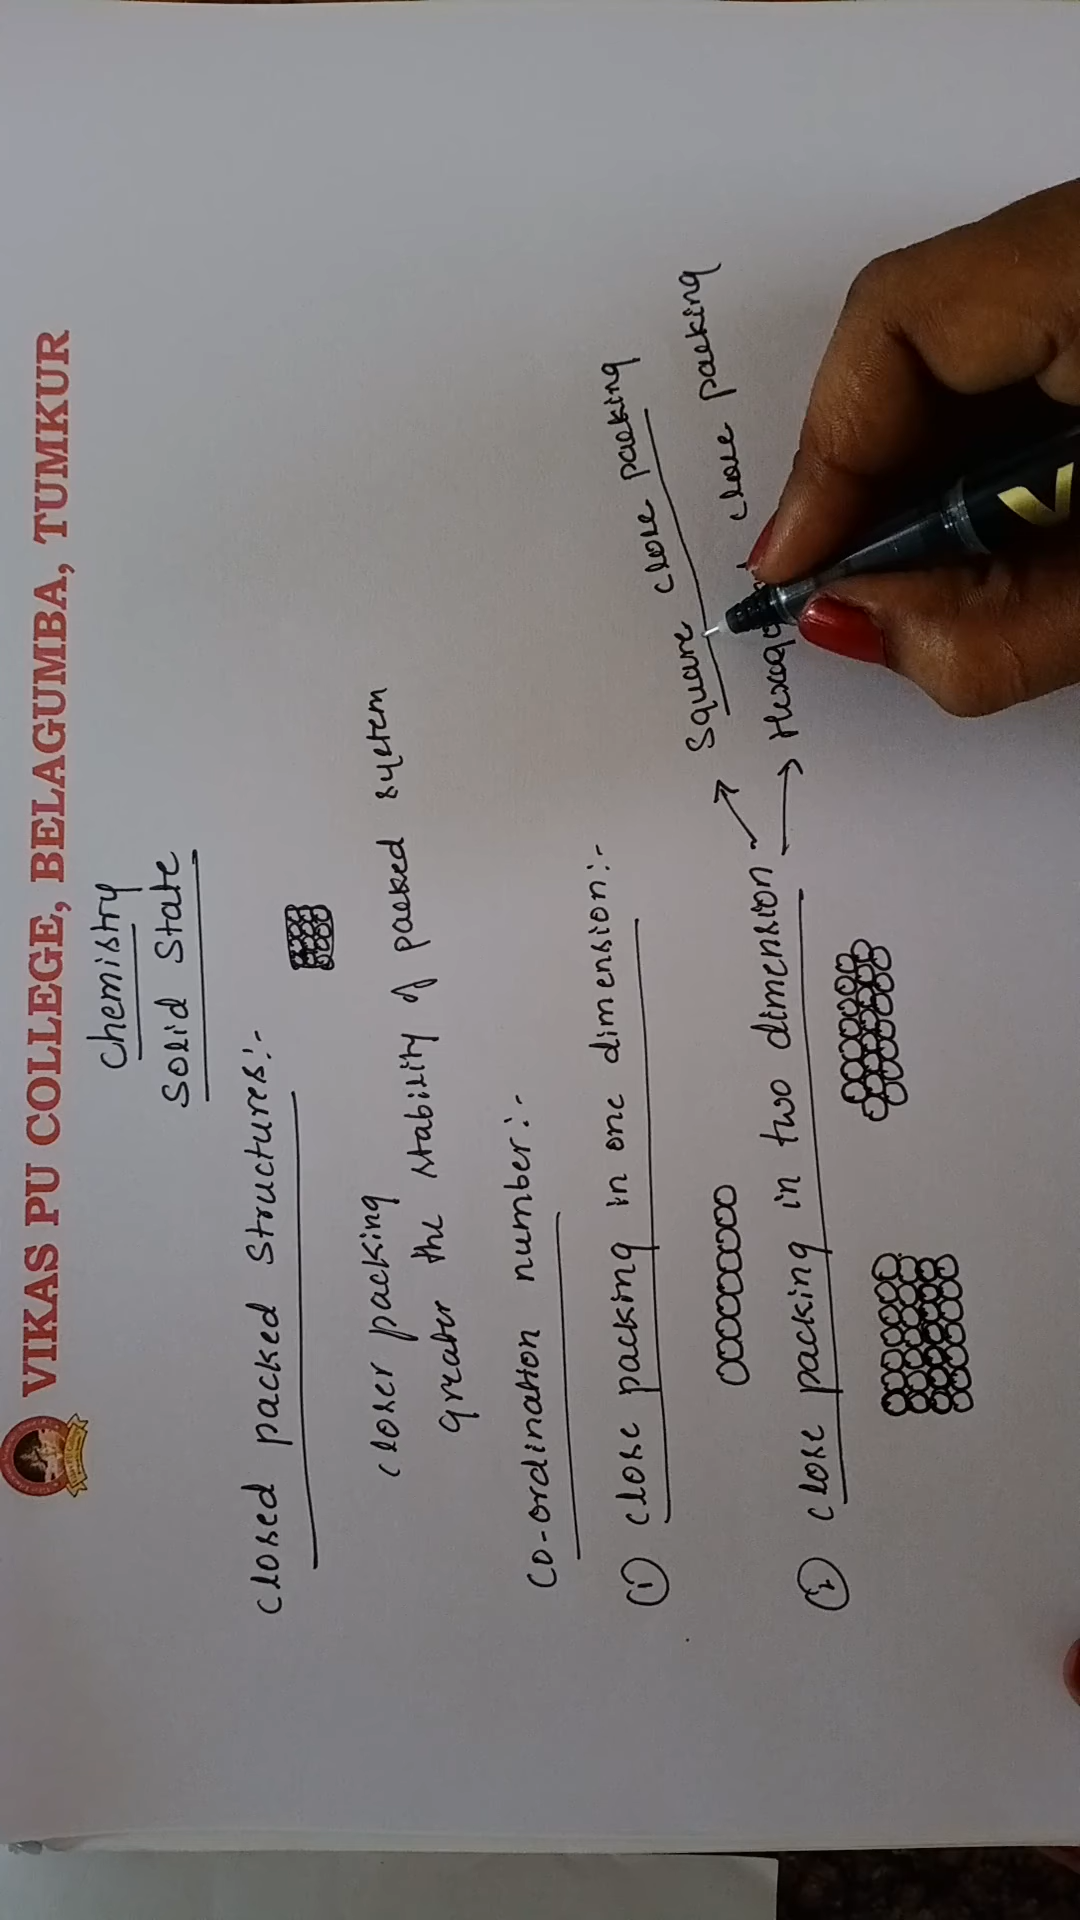 VIKAS PU COLLEGE, BELAGUMBA, TUMKUR
Chemistry
Solid State
Closed packed structures:-
Closer packing
greater the stability of packed system
Co-ordination number:-
① Close packing in one dimension:-
Square close packing
② Close packing in two dimension
close packing